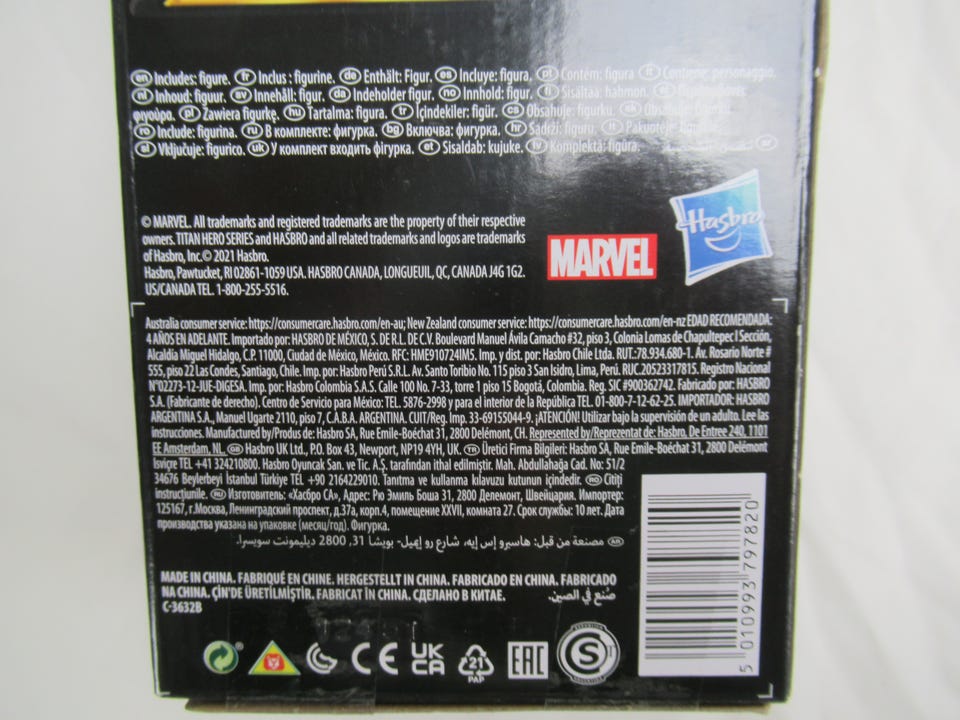 en Includes: figure. fr Inclus : figurine. de Enthält: Figur. es Incluye: figura. pt Contém: figura it Contiene: personaggio.
nl Inhoud: figuur. sv Innehåll: figur. da Indeholder figur. no Innhold: figur. fi Sisältää: hahmon. el
φιγούρα. pl Zawiera figurkę. hu Tartalma: figura. tr İçindekiler: figür. cs Obsahuje: figurku. sk Obsahuje:
ro Include: figurina. ru В комплекте: фигурка. bg Включва: фигурка. hr Sadrži: figuru. lt Pakuotėje:
sl Vključuje: figurico. uk У комплект входить фігурка. et Sisaldab: kujuke. lv Komplektā: figūra. ar
© MARVEL. All trademarks and registered trademarks are the property of their respective
owners. TITAN HERO SERIES and HASBRO and all related trademarks and logos are trademarks
of Hasbro, Inc.© 2021 Hasbro.
Hasbro, Pawtucket, RI 02861-1059 USA. HASBRO CANADA, LONGUEUIL, QC, CANADA J4G 1G2.
US/CANADA TEL. 1-800-255-5516.
MARVEL
Hasbro
Australia consumer service: https://consumercare.hasbro.com/en-au; New Zealand consumer service: https://consumercare.hasbro.com/en-nz EDAD RECOMENDADA:
4 AÑOS EN ADELANTE. Importado por: HASBRO DE MÉXICO, S. DE R.L. DE C.V. Boulevard Manuel Ávila Camacho #32, piso 3, Colonia Lomas de Chapultepec I Sección,
Alcaldía Miguel Hidalgo, C.P. 11000, Ciudad de México, México. RFC: HME910724IM5. Imp. y dist. por: Hasbro Chile Ltda. RUT.:78.934.680-1. Av. Rosario Norte #
555, piso 22 Las Condes, Santiago, Chile. Imp. por: Hasbro Perú S.R.L. Av. Santo Toribio No. 115 piso 3 San Isidro, Lima, Perú. RUC.20523317815. Registro Nacional
N°02273-12-JUE-DIGESA. Imp. por: Hasbro Colombia S.A.S. Calle 100 No. 7-33, torre 1 piso 15 Bogotá, Colombia. Reg. SIC #900362742. Fabricado por: HASBRO
S.A. (Fabricante de derecho). Centro de Servicio para México: TEL. 5876-2998 y para el interior de la República TEL. 01-800-7-12-62-25. IMPORTADOR: HASBRO
ARGENTINA S.A., Manuel Ugarte 2110, piso 7, C.A.B.A. ARGENTINA. CUIT/Reg. Imp. 33-69155044-9. ¡ATENCIÓN! Utilizar bajo la supervisión de un adulto. Lee las
instrucciones. Manufactured by/Produs de: Hasbro SA, Rue Emile-Boéchat 31, 2800 Delémont, CH. Represented by/Reprezentat de: Hasbro, De Entree 240, 1101
EE Amsterdam, NL. GB Hasbro UK Ltd., P.O. Box 43, Newport, NP19 4YH, UK. TR Üretici Firma Bilgileri: Hasbro SA, Rue Emile-Boéchat 31, 2800 Delémont
İsviçre TEL +41 324210800. Hasbro Oyuncak San. ve Tic. A.Ş. tarafından ithal edilmiştir. Mah. Abdullahağa Cad. No: 51/2
34676 Beylerbeyi İstanbul Türkiye TEL +90 2164229010. Tanıtma ve kullanma kılavuzu kutunun içindedir. RO Citiți
instrucțiunile. RU Изготовитель: «Хасбро СА», Адрес: Рю Эмиль Боша 31, 2800 Делемонт, Швейцария. Импортер:
125167, г.Москва, Ленинградский проспект, д.37а, корп.4, помещение XXVII, комната 27. Срок службы: 10 лет. Дата
производства указана на упаковке (месяц/год). Фигурка.
AR مصنعة من قبل: هاسبرو إس إيه، شارع رو إيميل- بويشا 31, 2800 ديليمونت سويسرا.
MADE IN CHINA. FABRIQUÉ EN CHINE. HERGESTELLT IN CHINA. FABRICADO EN CHINA. FABRICADO
NA CHINA. ÇİN'DE ÜRETİLMİŞTİR. FABRICAT ÎN CHINA. СДЕЛАНО В КИТАЕ. صُنع في الصين.
C-3632B
CE UK CA 21 PAP EAC S
5 010993 797820